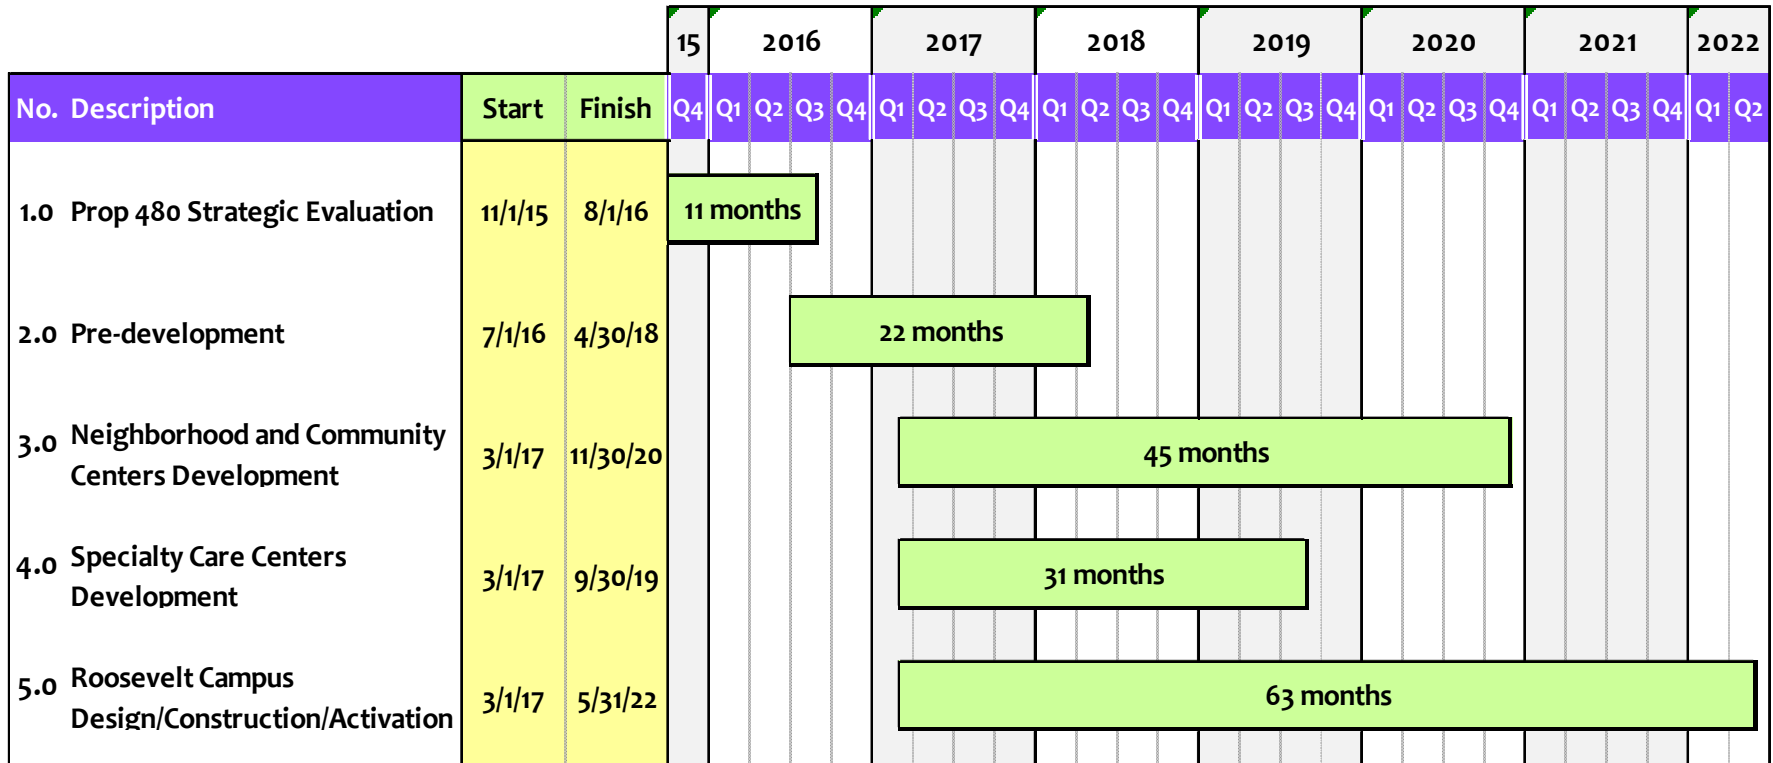 15 2016 2017 2018 2019 2020 2021 2022
No. Description Start Finish Q4 Q1 Q2 Q3 Q4 Q1 Q2 Q3 Q4 Q1 Q2 Q3 Q4 Q1 Q2 Q3 Q4 Q1 Q2 Q3 Q4 Q1 Q2 Q3 Q4 Q1 Q2
1.0 Prop 480 Strategic Evaluation 11/1/15 8/1/16 11 months
2.0 Pre-development 7/1/16 4/30/18 22 months
3.0 Neighborhood and Community
Centers Development 3/1/17 11/30/20 45 months
4.0 Specialty Care Centers
Development 3/1/17 9/30/19 31 months
5.0 Roosevelt Campus
Design/Construction/Activation 3/1/17 5/31/22 63 months